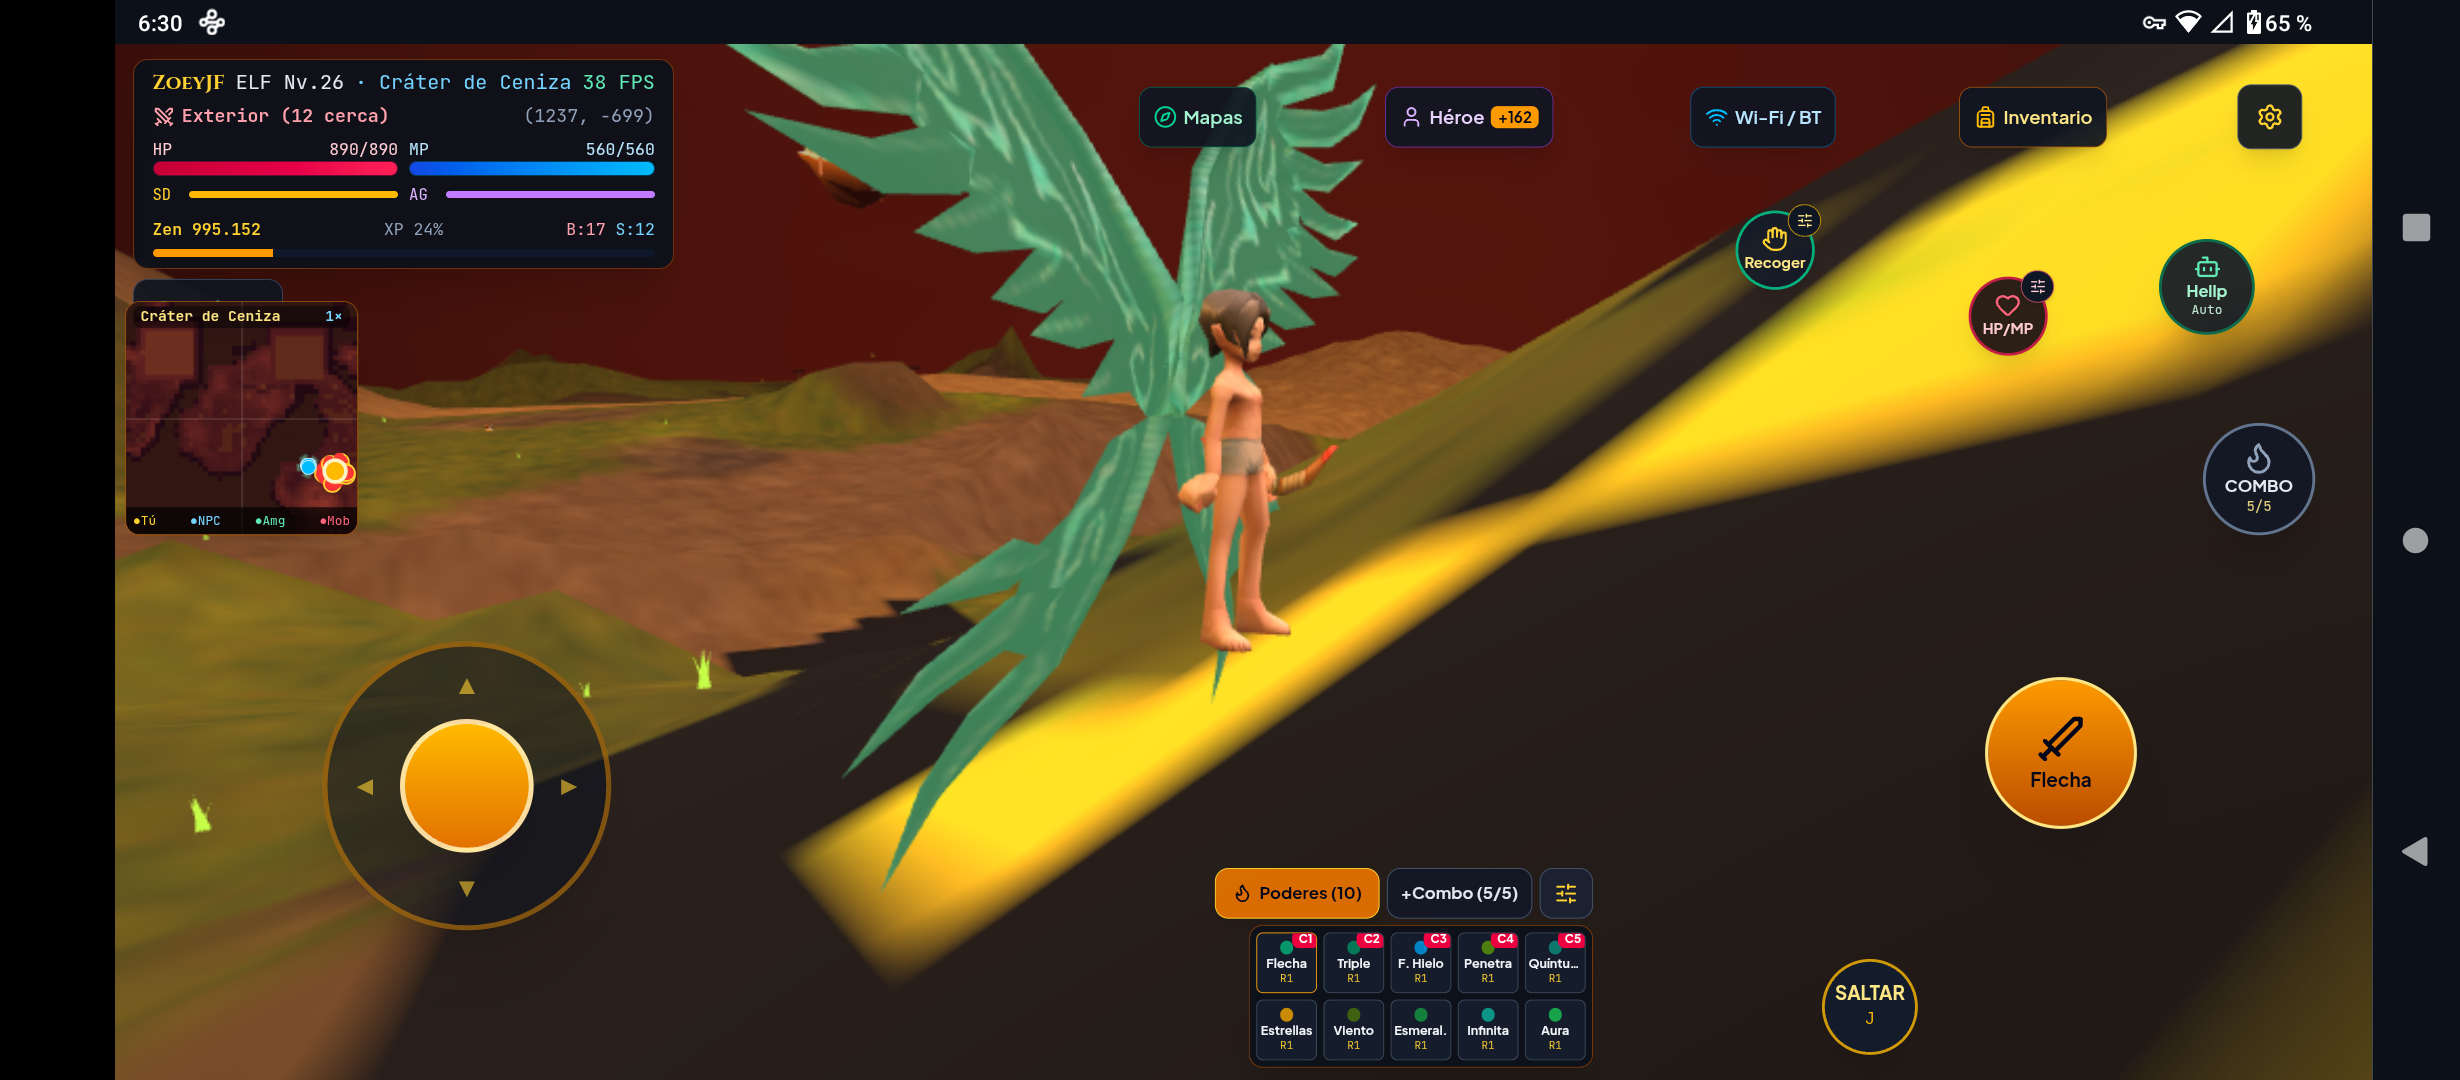 6:30
65 %
ZOEYJF ELF Nv.26 · Cráter de Ceniza 38 FPS
Exterior (12 cerca) (1237, -699)
HP 890/890 MP 560/560
SD AG
Zen 995.152 XP 24% B:17 S:12
Cráter de Ceniza 1×
●Tú ●NPC ●Amg ●Mob
Mapas
Héroe +162
Wi-Fi / BT
Inventario
Recoger
HP/MP
Hellp
Auto
COMBO
5/5
Flecha
SALTAR
J
Poderes (10) +Combo (5/5)
C1 C2 C3 C4 C5
Flecha Triple F. Hielo Penetra Quíntu...
R1 R1 R1 R1 R1
Estrellas Viento Esmeral. Infinita Aura
R1 R1 R1 R1 R1